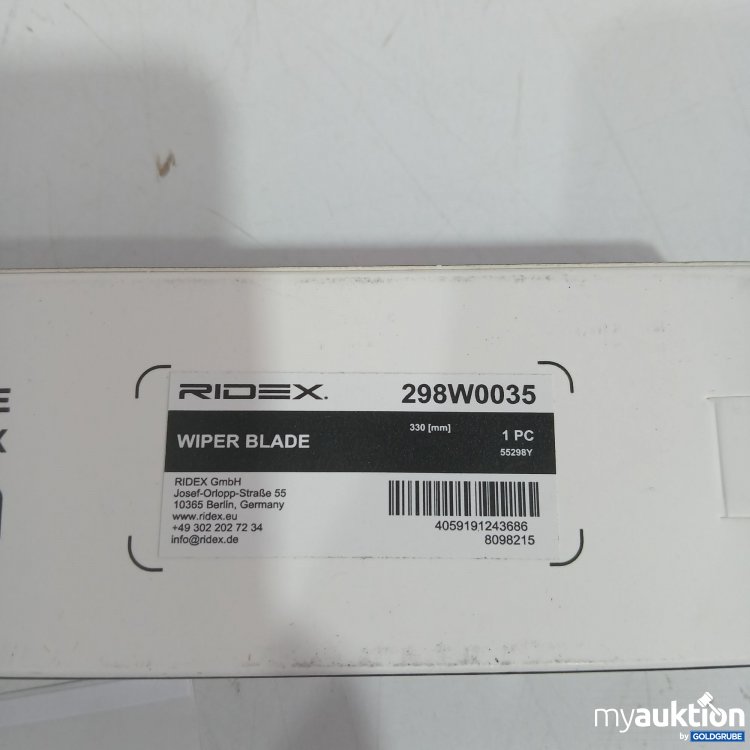 RIDEX. 298W0035
WIPER BLADE 330 [mm] 1 PC
55298Y
RIDEX GmbH
Josef-Orlopp-Straße 55
10365 Berlin, Germany
www.ridex.eu
+49 302 202 72 34
info@ridex.de
4059191243686
8098215
E
X
myauktion
by GOLDGRUBE